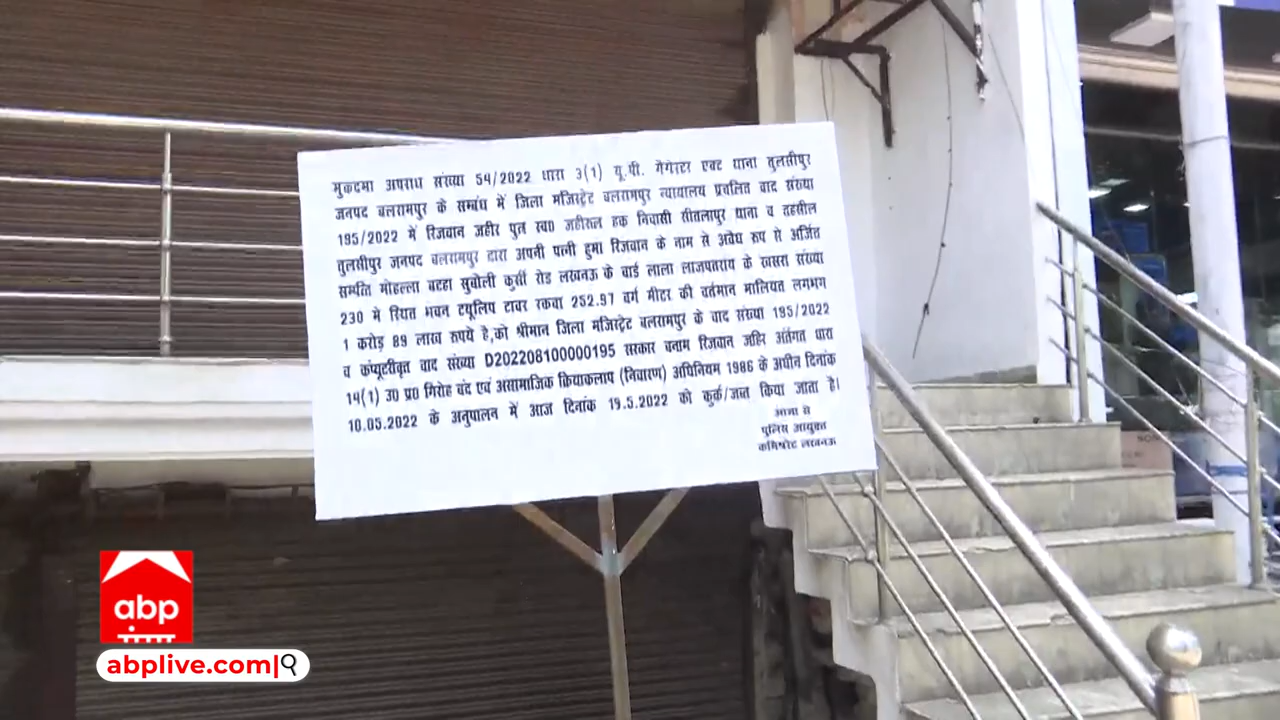 मुकदमा अपराध संख्या 54/2022 धारा 3(1) यू.पी. गैगेस्टर एक्ट थाना तुलसीपुर
जनपद बलरामपुर के सम्बंध में जिला मजिस्ट्रेट बलरामपुर न्यायालय प्रचलित वाद संख्या
195/2022 में रिजवान जहीर पुत्र स्व0 जहीरुल हक निवासी सीतलापुर थाना व तहसील
तुलसीपुर जनपद बलरामपुर द्वारा अपनी पत्नी हुमा रिजवान के नाम से अवैध रुप से अर्जित
सम्पति मोहल्ला बटहा सुबोली कुर्सी रोड लखनऊ के वार्ड लाला लाजपतराय के खसरा संख्या
230 मे स्थित भवन टयूलिप टावर रकवा 252.97 वर्ग मीटर की वर्तमान मालियत लगभग
1 करोड़ 89 लाख रुपयें है,को श्रीमान जिला मजिस्ट्रेट बलरामपुर के वाद संख्या 195/2022
व कंप्यूटरीकृत वाद संख्या D202208100000195 सरकार बनाम रिजवान जहिर अंर्तगत धारा
14(1) उ0 प्र0 गिरोह बंद एवं असामाजिक क्रियाकलाप (निवारण) अधिनियम 1986 के अधीन दिनांक
10.05.2022 के अनुपालन में आज दिनांक 19.5.2022 को कुर्क/जब्त किया जाता है।
आज्ञा से
पुलिस आयुक्त
कमिश्नरेट लखनऊ
abp
गंगा
abplive.com